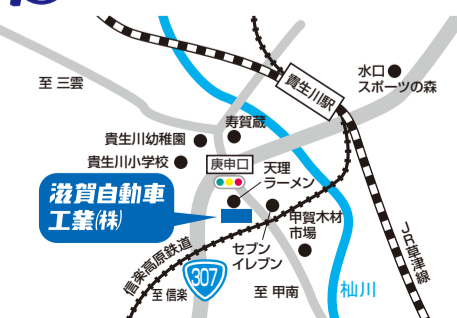 至 三雲
貴生川駅
水口
スポーツの森
寿賀蔵
貴生川幼稚園
貴生川小学校
庚申口
天理
ラーメン
滋賀自動車
工業㈱
甲賀木材
市場
セブン
イレブン
信楽高原鉄道
JR草津線
307
至 信楽
至 甲南
杣川